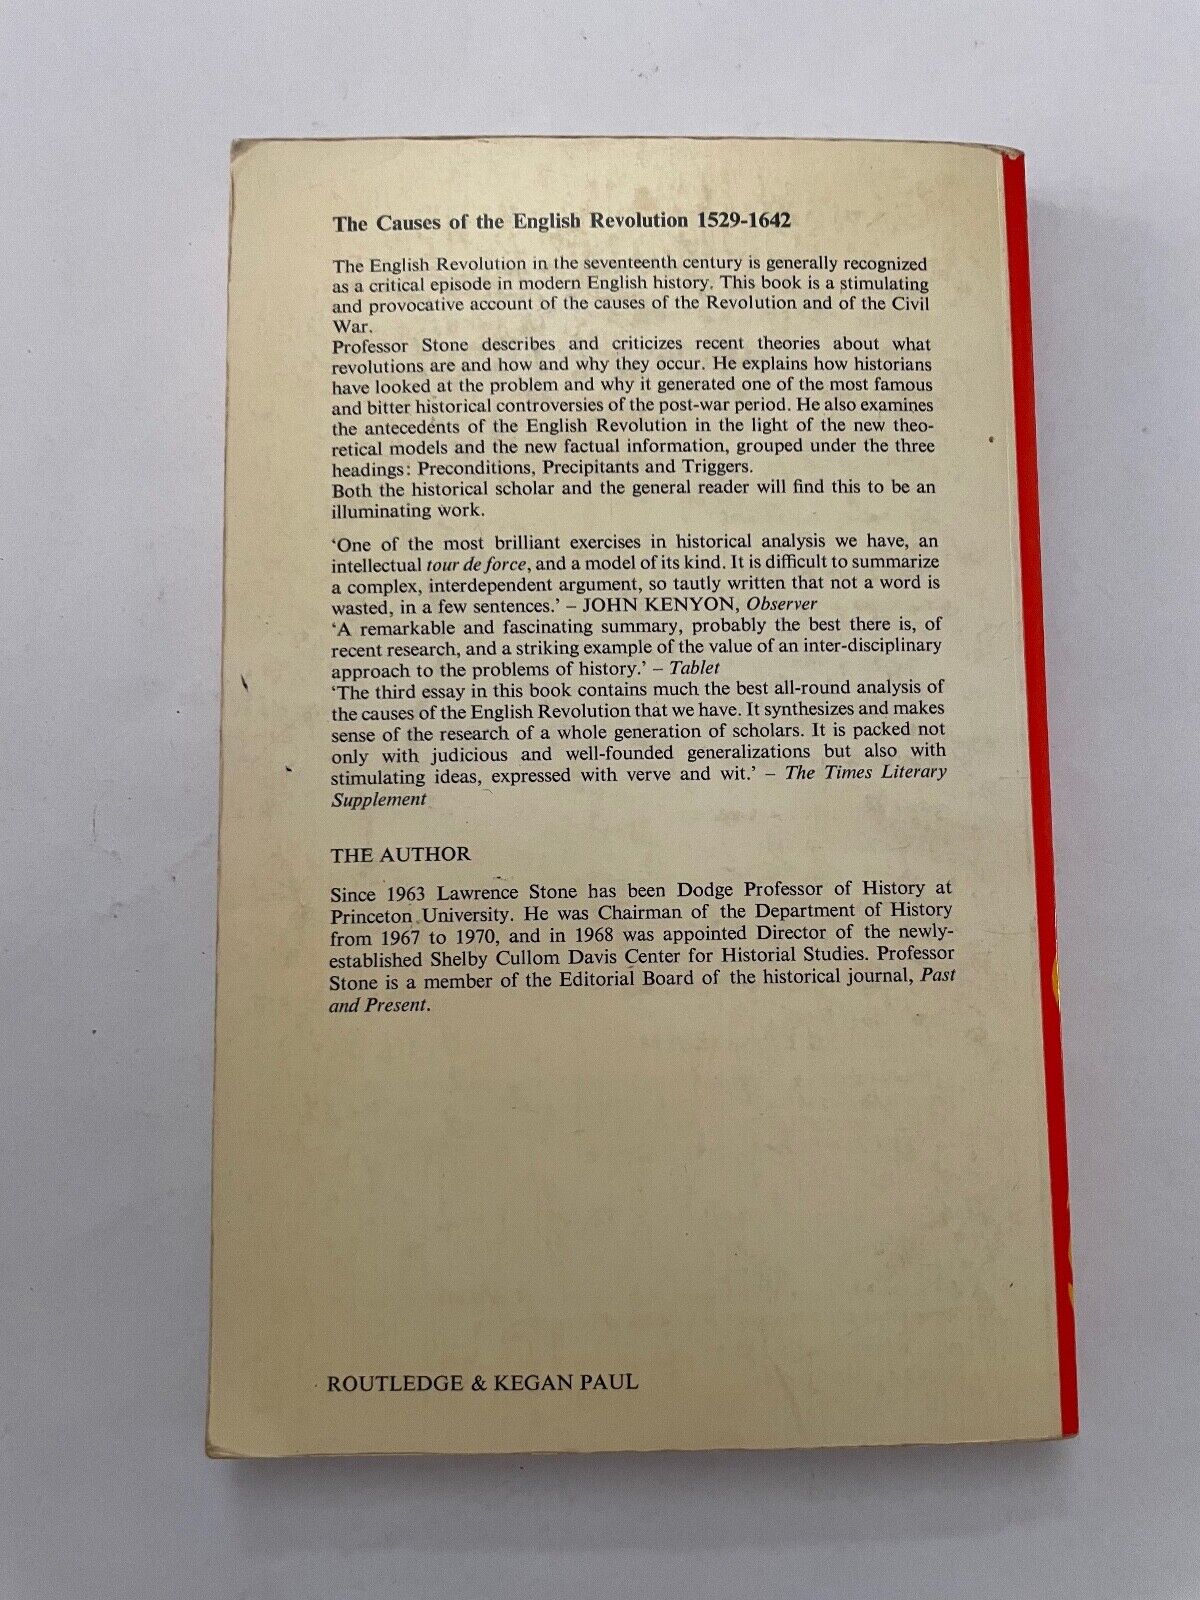 The Causes of the English Revolution 1529-1642
The English Revolution in the seventeenth century is generally recognized
as a critical episode in modern English history. This book is a stimulating
and provocative account of the causes of the Revolution and of the Civil
War.
Professor Stone describes and criticizes recent theories about what
revolutions are and how and why they occur. He explains how historians
have looked at the problem and why it generated one of the most famous
and bitter historical controversies of the post-war period. He also examines
the antecedents of the English Revolution in the light of the new theo-
retical models and the new factual information, grouped under the three
headings: Preconditions, Precipitants and Triggers.
Both the historical scholar and the general reader will find this to be an
illuminating work.
‘One of the most brilliant exercises in historical analysis we have, an
intellectual tour de force, and a model of its kind. It is difficult to summarize
a complex, interdependent argument, so tautly written that not a word is
wasted, in a few sentences.’ – JOHN KENYON, Observer
‘A remarkable and fascinating summary, probably the best there is, of
recent research, and a striking example of the value of an inter-disciplinary
approach to the problems of history.’ – Tablet
‘The third essay in this book contains much the best all-round analysis of
the causes of the English Revolution that we have. It synthesizes and makes
sense of the research of a whole generation of scholars. It is packed not
only with judicious and well-founded generalizations but also with
stimulating ideas, expressed with verve and wit.’ – The Times Literary
Supplement
THE AUTHOR
Since 1963 Lawrence Stone has been Dodge Professor of History at
Princeton University. He was Chairman of the Department of History
from 1967 to 1970, and in 1968 was appointed Director of the newly-
established Shelby Cullom Davis Center for Historial Studies. Professor
Stone is a member of the Editorial Board of the historical journal, Past
and Present.
ROUTLEDGE & KEGAN PAUL